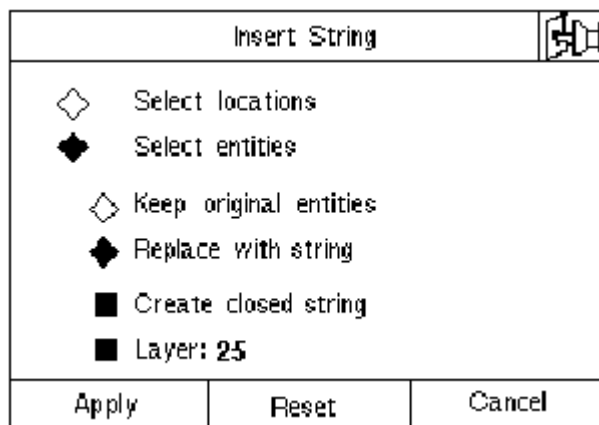 Insert String
Select locations
Select entities
Keep original entities
Replace with string
Create closed string
Layer: 25
Apply Reset Cancel